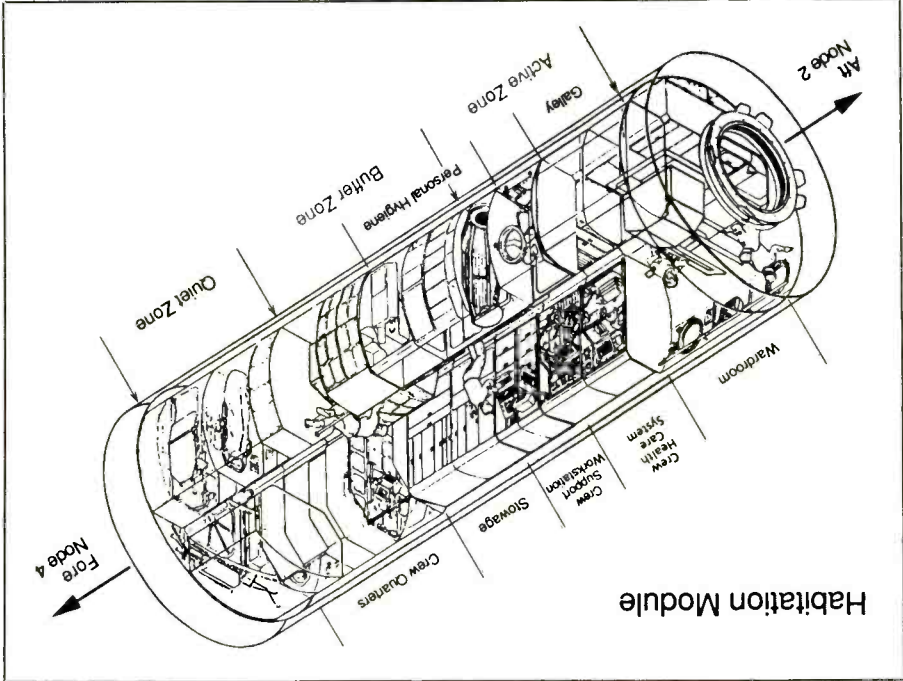 Habitation Module
Fore
Node 4
Crew Quarters
Stowage
Crew
Support
Workstation
Crew
Health
Care
System
Wardroom
Quiet Zone
Buffer Zone
Personal Hygiene
Active Zone
Galley
Aft
Node 2